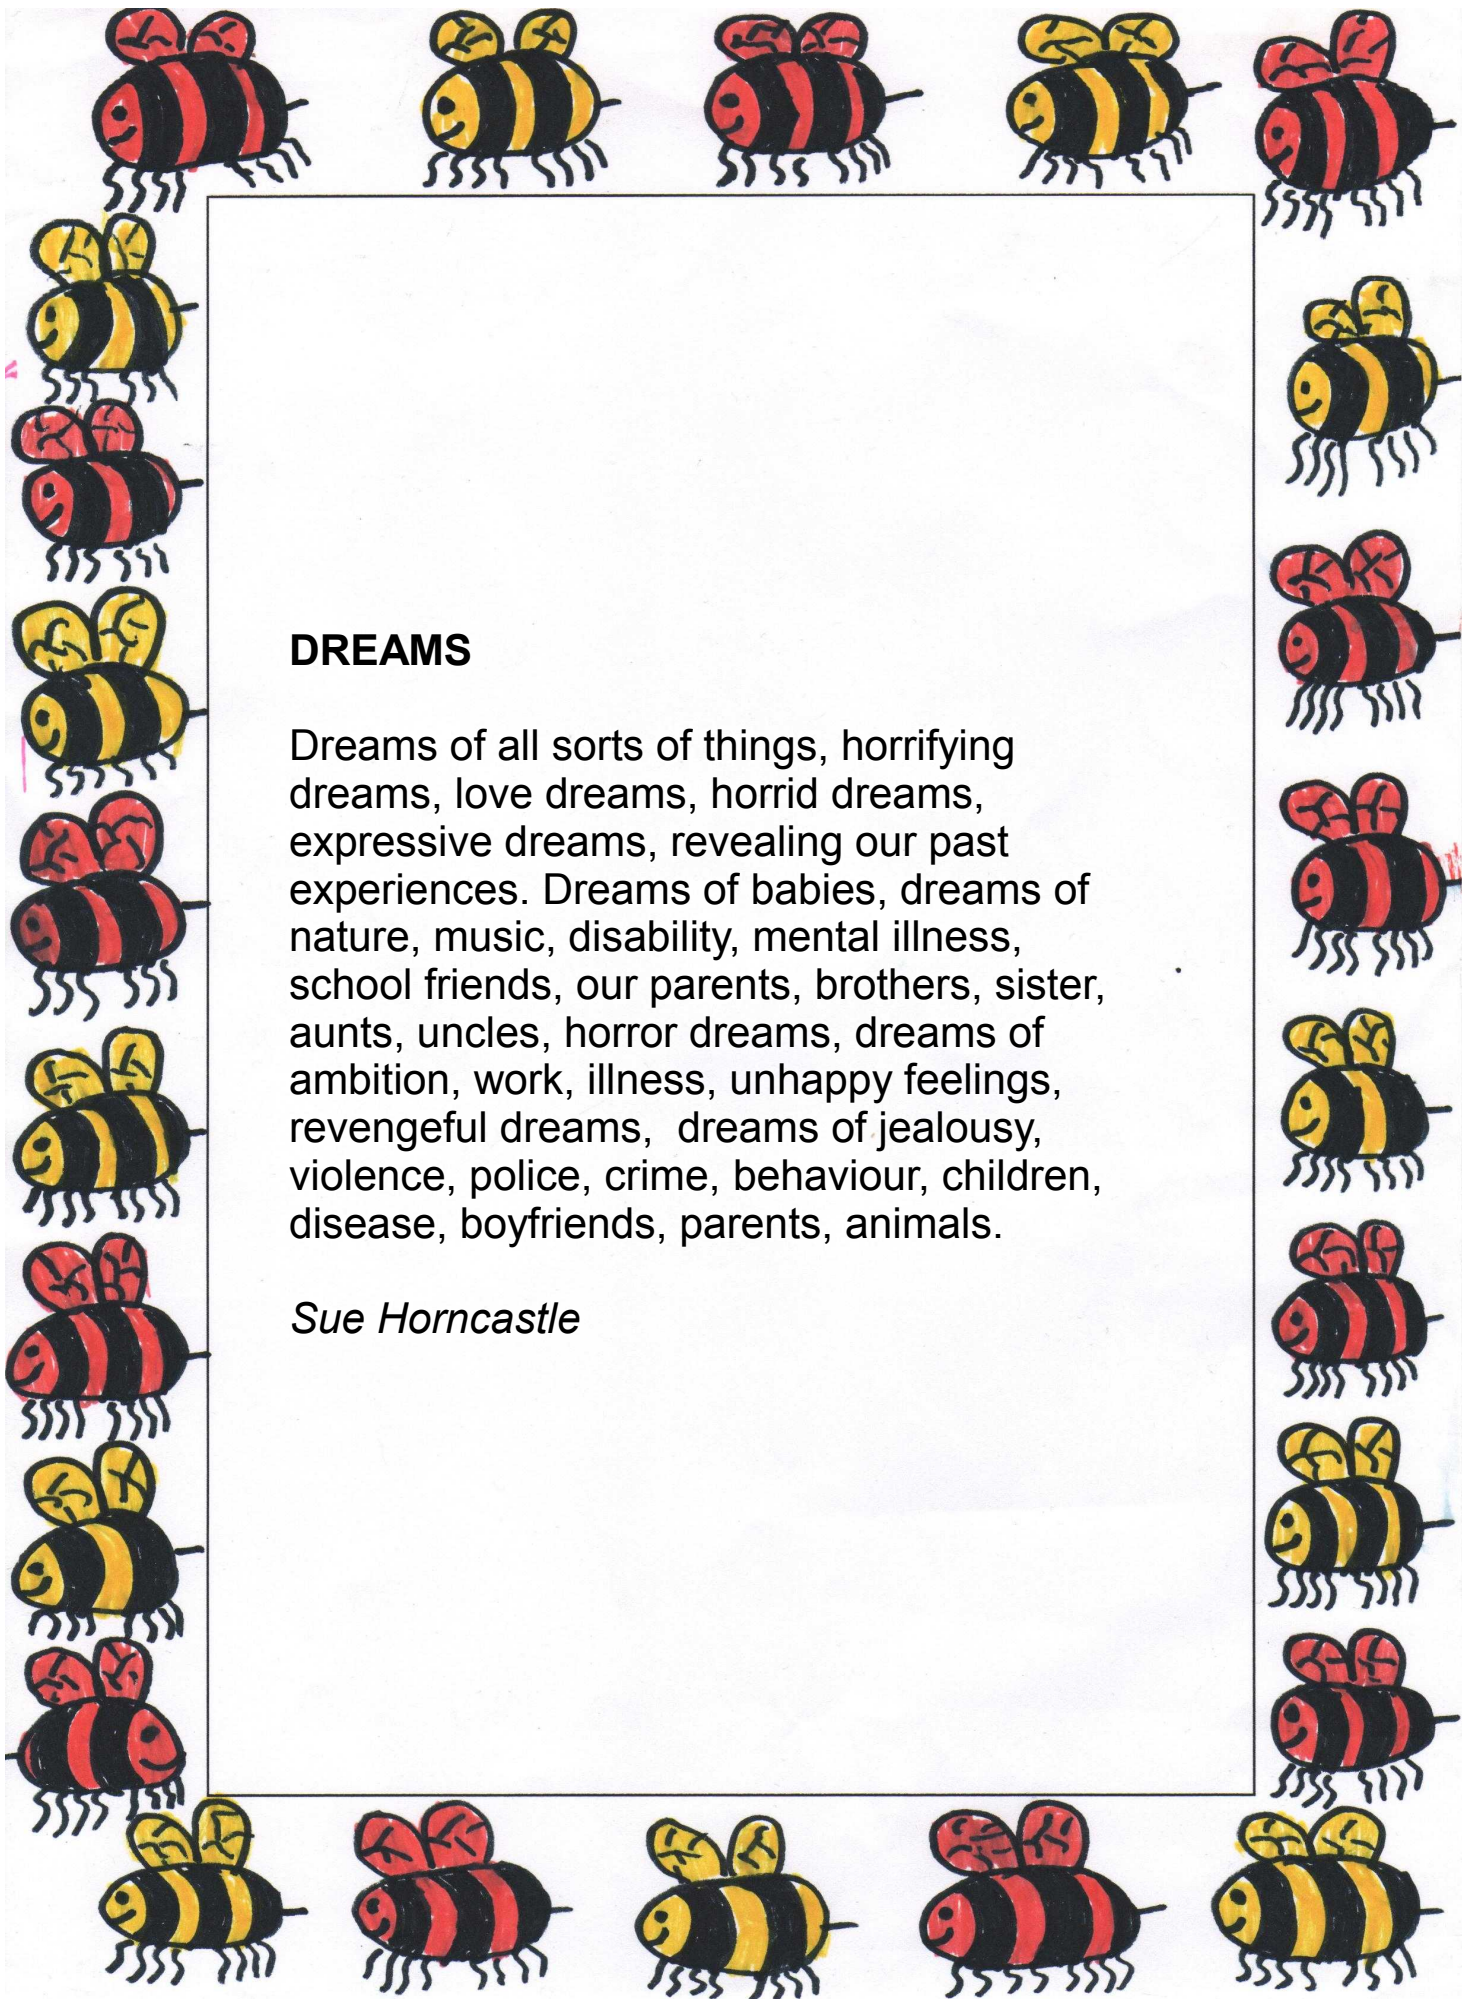 DREAMS
Dreams of all sorts of things, horrifying
dreams, love dreams, horrid dreams,
expressive dreams, revealing our past
experiences. Dreams of babies, dreams of
nature, music, disability, mental illness,
school friends, our parents, brothers, sister,
aunts, uncles, horror dreams, dreams of
ambition, work, illness, unhappy feelings,
revengeful dreams,  dreams of jealousy,
violence, police, crime, behaviour, children,
disease, boyfriends, parents, animals.
Sue Horncastle